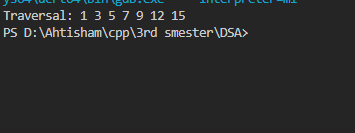 Traversal: 1 3 5 7 9 12 15
PS D:\Ahtisham\cpp\3rd smester\DSA>